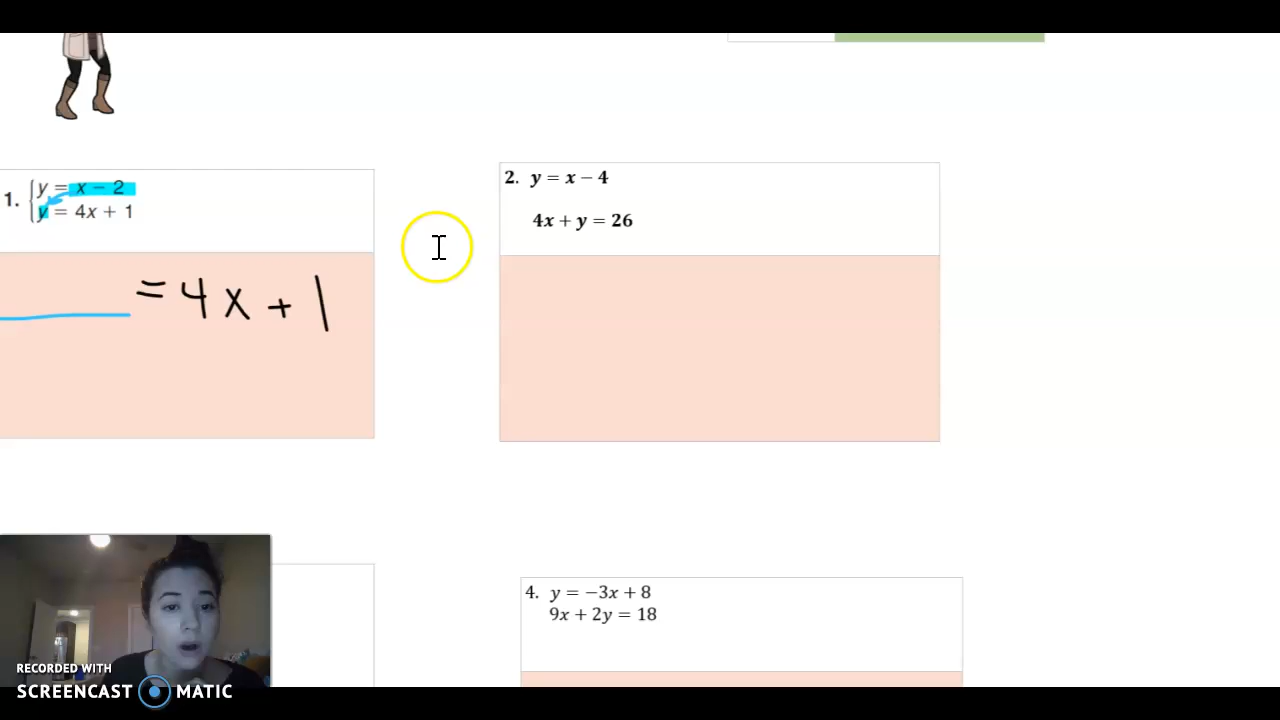 1. y = x − 2
y = 4x + 1
= 4x + 1
2. y = x − 4
4x + y = 26
4. y = −3x + 8
9x + 2y = 18
RECORDED WITH
SCREENCAST MATIC